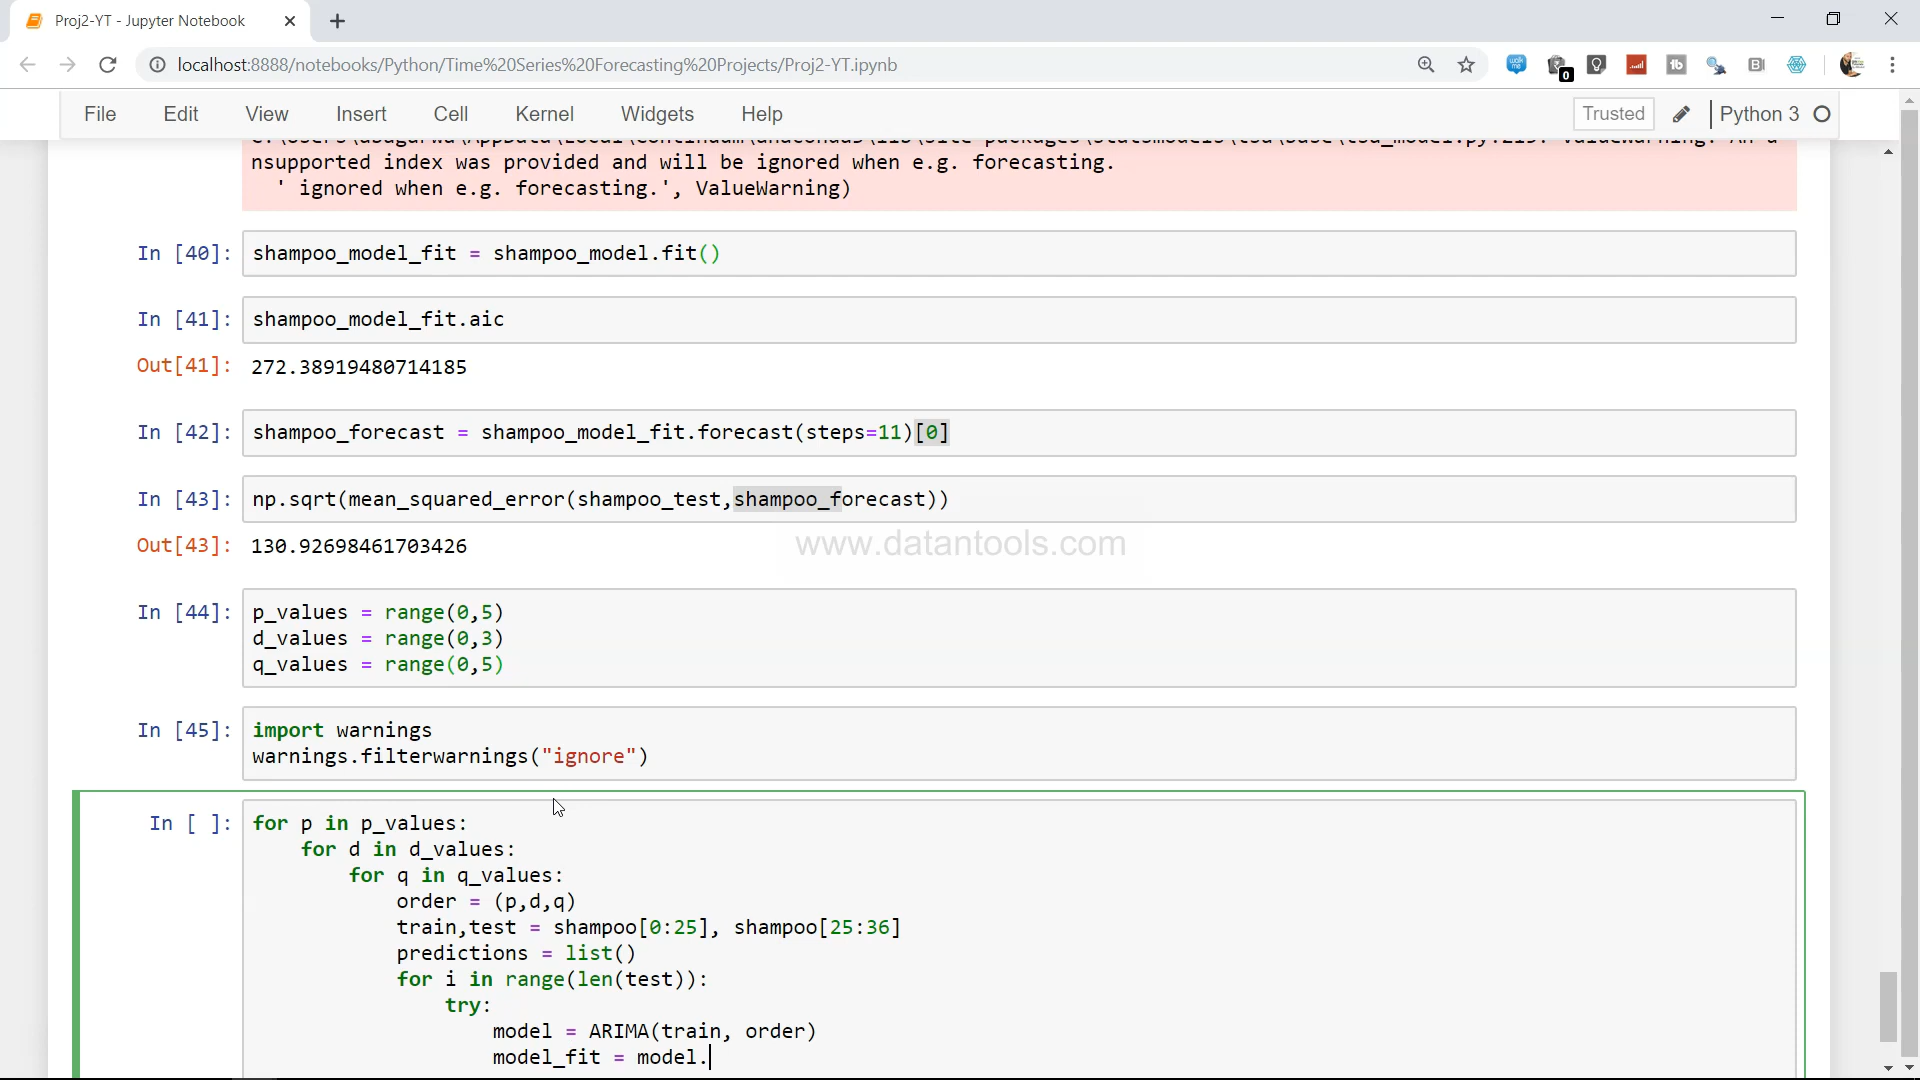 Proj2-YT - Jupyter Notebook
localhost:8888/notebooks/Python/Time%20Series%20Forecasting%20Projects/Proj2-YT.ipynb
0
File Edit View Insert Cell Kernel Widgets Help Trusted Python 3
nsupported index was provided and will be ignored when e.g. forecasting.
' ignored when e.g. forecasting.', ValueWarning)
In [40]: shampoo_model_fit = shampoo_model.fit()
In [41]: shampoo_model_fit.aic
Out[41]: 272.38919480714185
In [42]: shampoo_forecast = shampoo_model_fit.forecast(steps=11)[0]
In [43]: np.sqrt(mean_squared_error(shampoo_test,shampoo_forecast))
www.datantools.com
Out[43]: 130.92698461703426
In [44]: p_values = range(0,5)
d_values = range(0,3)
q_values = range(0,5)
In [45]: import warnings
warnings.filterwarnings("ignore")
In [ ]: for p in p_values:
for d in d_values:
for q in q_values:
order = (p,d,q)
train,test = shampoo[0:25], shampoo[25:36]
predictions = list()
for i in range(len(test)):
try:
model = ARIMA(train, order)
model_fit = model.